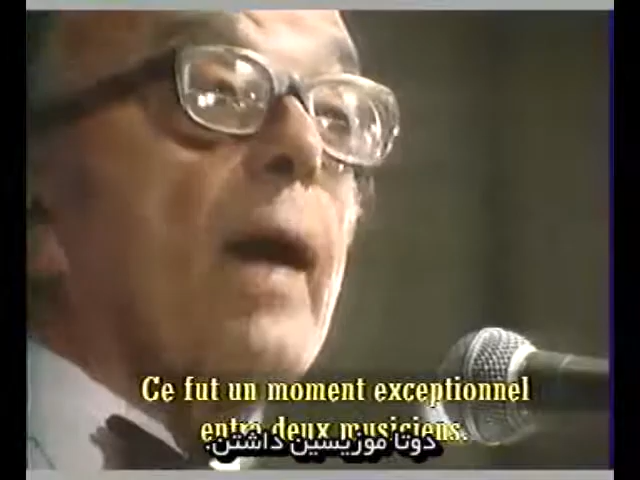 Ce fut un moment exceptionnel
entre deux musiciens.
دوتا موزیسین داشتن.